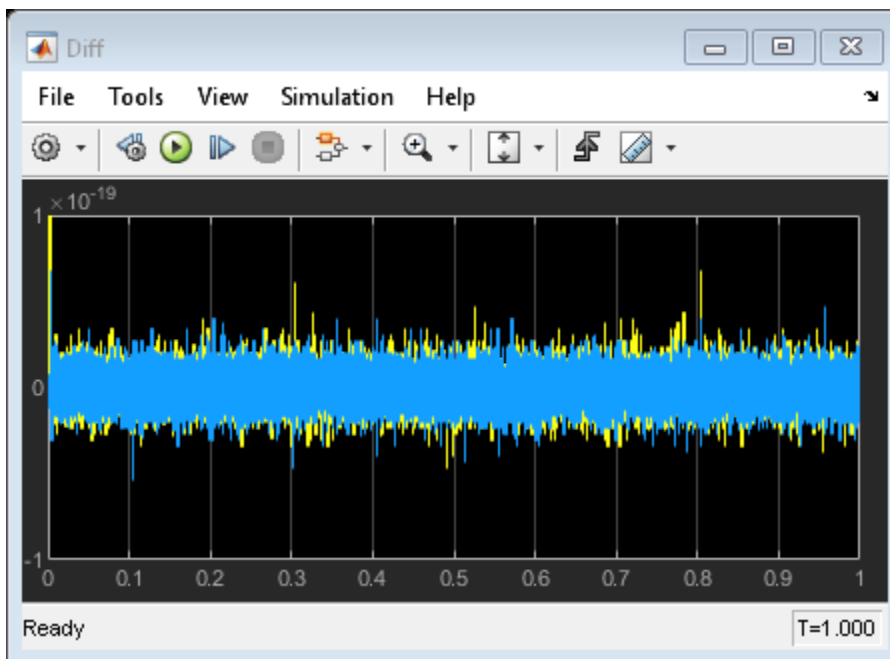 Diff
File Tools View Simulation Help
×10-19
1
0
-1
0 0.1 0.2 0.3 0.4 0.5 0.6 0.7 0.8 0.9 1
Ready T=1.000